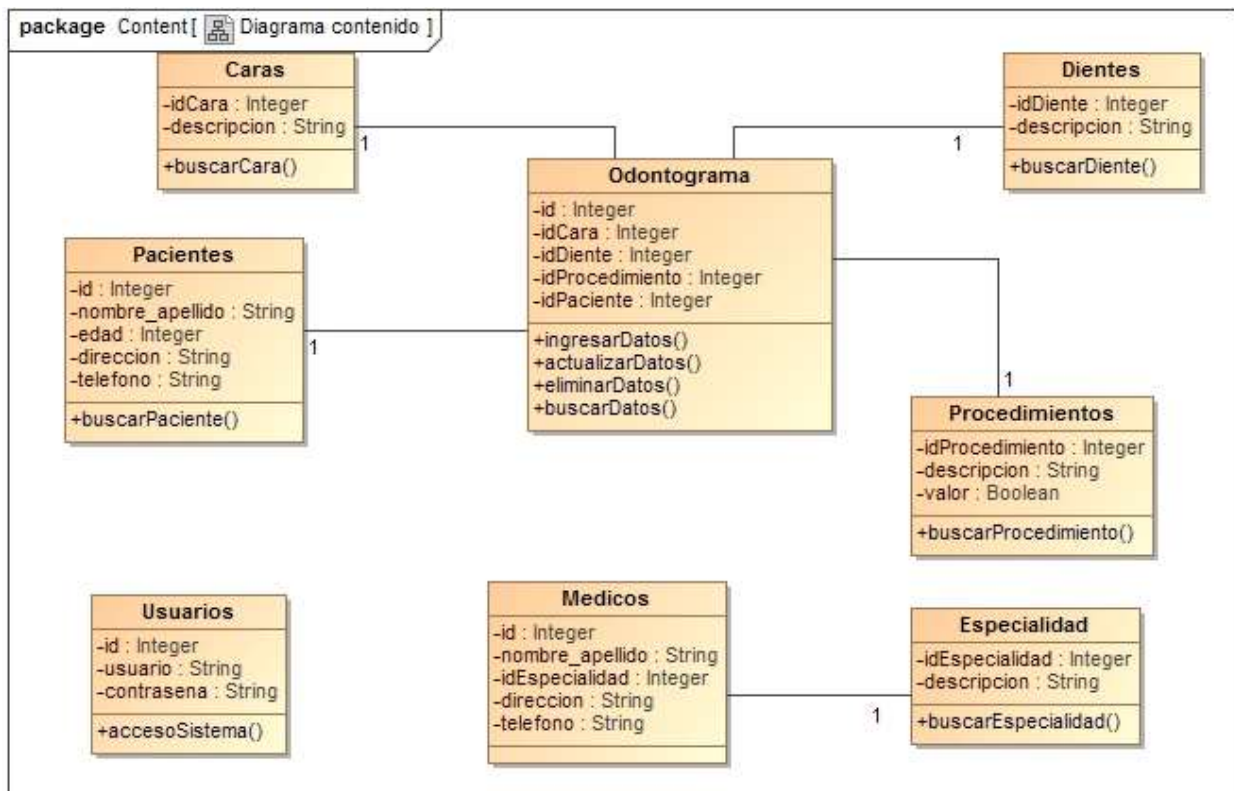 package Content[ Diagrama contenido ]
Caras
-idCara : Integer
-descripcion : String
+buscarCara()
1
Dientes
-idDiente : Integer
-descripcion : String
+buscarDiente()
1
Odontograma
-id : Integer
-idCara : Integer
-idDiente : Integer
-idProcedimiento : Integer
-idPaciente : Integer
+ingresarDatos()
+actualizarDatos()
+eliminarDatos()
+buscarDatos()
Pacientes
-id : Integer
-nombre_apellido : String
-edad : Integer
-direccion : String
-telefono : String
+buscarPaciente()
1
1
Procedimientos
-idProcedimiento : Integer
-descripcion : String
-valor : Boolean
+buscarProcedimiento()
Usuarios
-id : Integer
-usuario : String
-contrasena : String
+accesoSistema()
Medicos
-id : Integer
-nombre_apellido : String
-idEspecialidad : Integer
-direccion : String
-telefono : String
1
Especialidad
-idEspecialidad : Integer
-descripcion : String
+buscarEspecialidad()